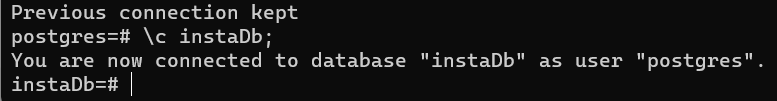 Previous connection kept
postgres=# \c instaDb;
You are now connected to database "instaDb" as user "postgres".
instaDb=#